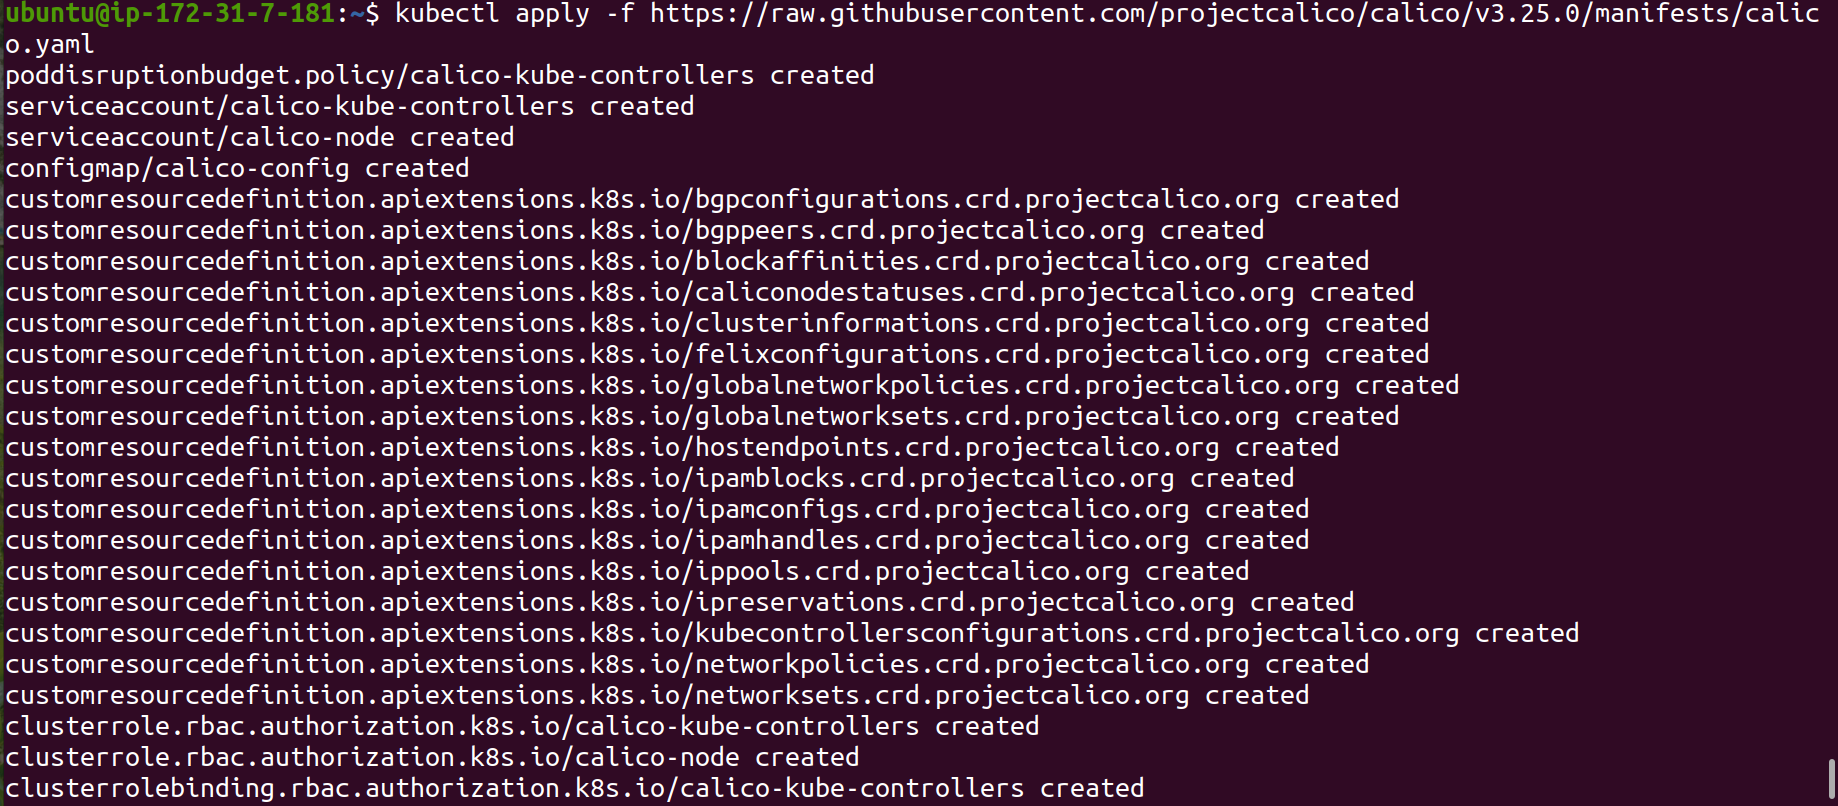 ubuntu@ip-172-31-7-181:~$ kubectl apply -f https://raw.githubusercontent.com/projectcalico/calico/v3.25.0/manifests/calic
o.yaml
poddisruptionbudget.policy/calico-kube-controllers created
serviceaccount/calico-kube-controllers created
serviceaccount/calico-node created
configmap/calico-config created
customresourcedefinition.apiextensions.k8s.io/bgpconfigurations.crd.projectcalico.org created
customresourcedefinition.apiextensions.k8s.io/bgppeers.crd.projectcalico.org created
customresourcedefinition.apiextensions.k8s.io/blockaffinities.crd.projectcalico.org created
customresourcedefinition.apiextensions.k8s.io/caliconodestatuses.crd.projectcalico.org created
customresourcedefinition.apiextensions.k8s.io/clusterinformations.crd.projectcalico.org created
customresourcedefinition.apiextensions.k8s.io/felixconfigurations.crd.projectcalico.org created
customresourcedefinition.apiextensions.k8s.io/globalnetworkpolicies.crd.projectcalico.org created
customresourcedefinition.apiextensions.k8s.io/globalnetworksets.crd.projectcalico.org created
customresourcedefinition.apiextensions.k8s.io/hostendpoints.crd.projectcalico.org created
customresourcedefinition.apiextensions.k8s.io/ipamblocks.crd.projectcalico.org created
customresourcedefinition.apiextensions.k8s.io/ipamconfigs.crd.projectcalico.org created
customresourcedefinition.apiextensions.k8s.io/ipamhandles.crd.projectcalico.org created
customresourcedefinition.apiextensions.k8s.io/ippools.crd.projectcalico.org created
customresourcedefinition.apiextensions.k8s.io/ipreservations.crd.projectcalico.org created
customresourcedefinition.apiextensions.k8s.io/kubecontrollersconfigurations.crd.projectcalico.org created
customresourcedefinition.apiextensions.k8s.io/networkpolicies.crd.projectcalico.org created
customresourcedefinition.apiextensions.k8s.io/networksets.crd.projectcalico.org created
clusterrole.rbac.authorization.k8s.io/calico-kube-controllers created
clusterrole.rbac.authorization.k8s.io/calico-node created
clusterrolebinding.rbac.authorization.k8s.io/calico-kube-controllers created